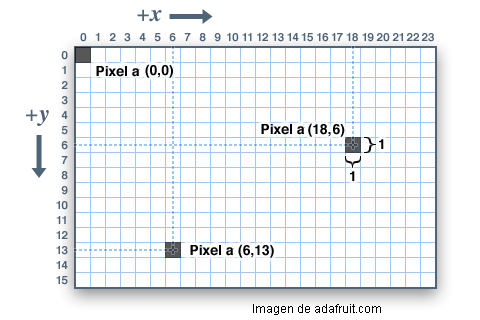 +x
0 1 2 3 4 5 6 7 8 9 10 11 12 13 14 15 16 17 18 19 20 21 22 23
0
Pixel a (0,0)
1
2
3
+y
4
5
Pixel a (18,6)
6
1
7
8
1
9
10
11
12
13
Pixel a (6,13)
14
15
Imagen de adafruit.com